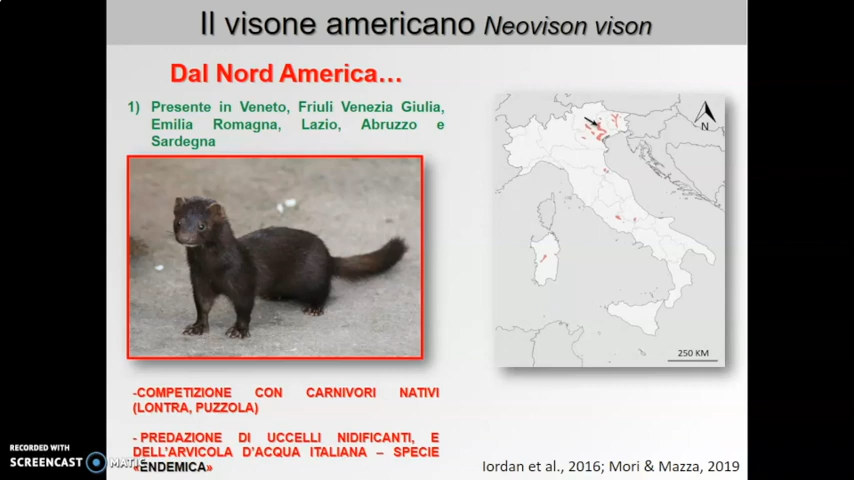 Il visone americano Neovison vison
Dal Nord America…
1) Presente in Veneto, Friuli Venezia Giulia,
Emilia Romagna, Lazio, Abruzzo e
Sardegna
N
250 KM
-COMPETIZIONE CON CARNIVORI NATIVI
(LONTRA, PUZZOLA)
- PREDAZIONE DI UCCELLI NIDIFICANTI, E
DELL'ARVICOLA D'ACQUA ITALIANA – SPECIE
«ENDEMICA»
Iordan et al., 2016; Mori & Mazza, 2019
RECORDED WITH
SCREENCAST MATIC